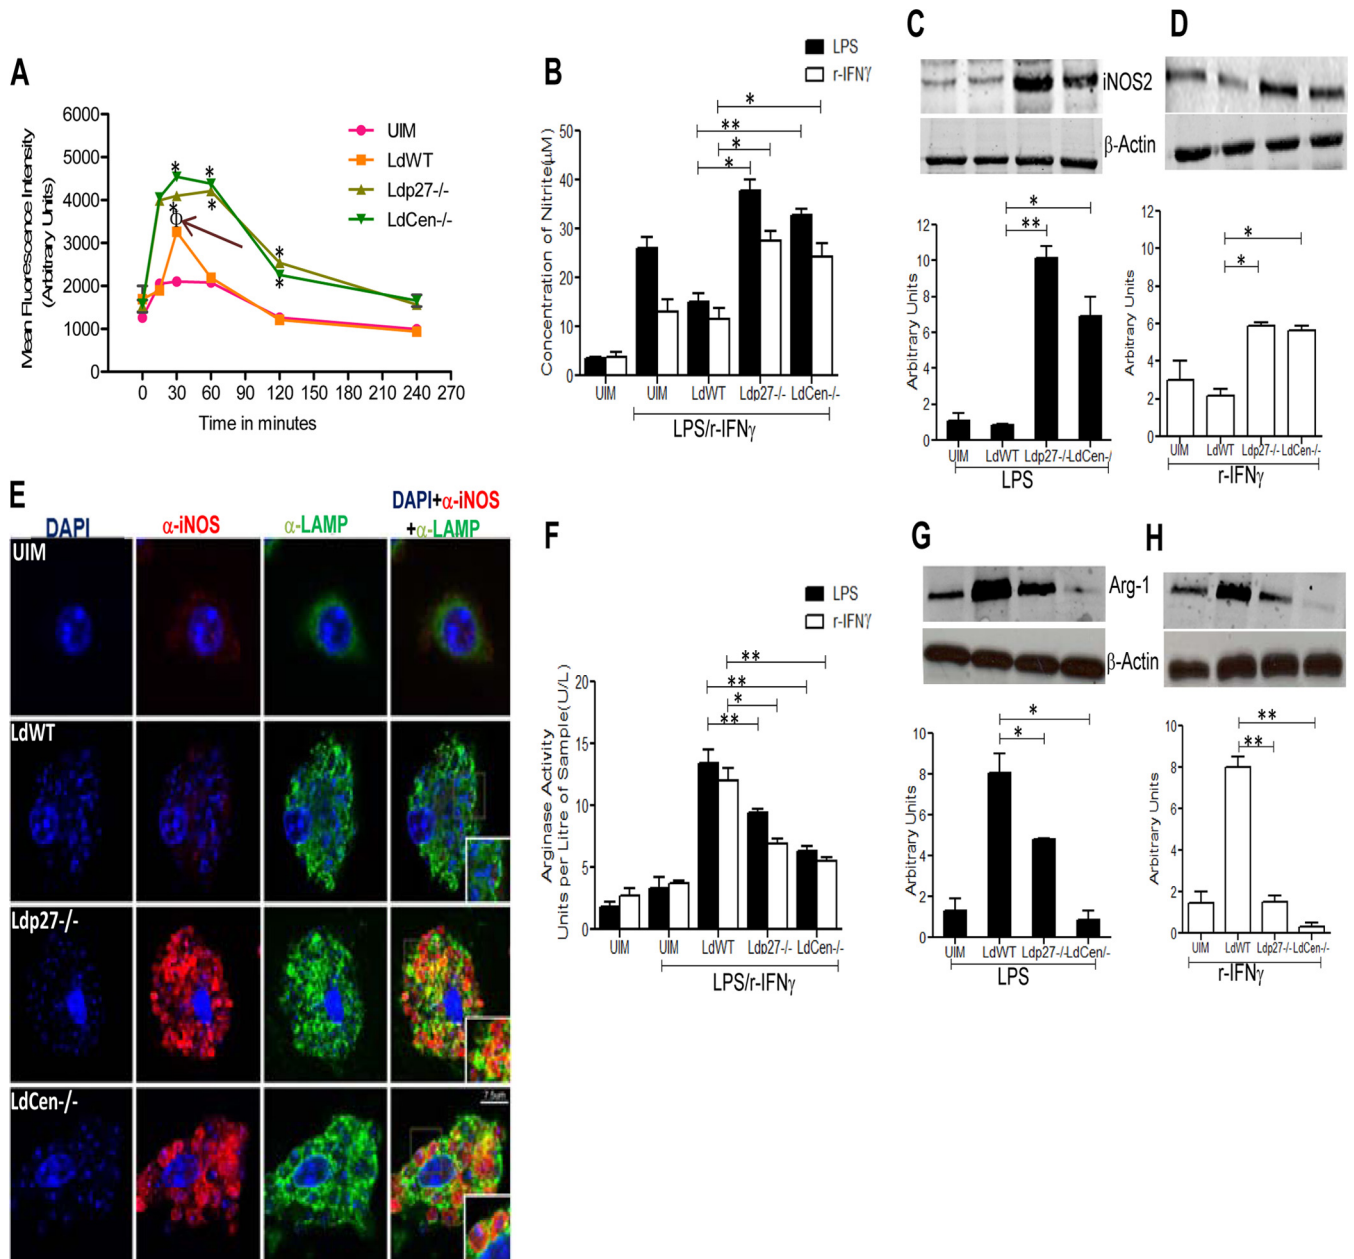 A
Mean Fluorescence Intensity
(Arbitrary Units)
6000
5000
4000
3000
2000
1000
0
0 30 60 90 120 150 180 210 240 270
Time in minutes
UIM
LdWT
Ldp27-/-
LdCen-/-
* * * * * * Φ
B
LPS
r-IFNγ
Concentration of Nitrite(μM)
50
40
30
20
10
0
*
**
*
*
UIM UIM LdWT Ldp27-/- LdCen-/-
LPS/r-IFNγ
C
iNOS2
β-Actin
Arbitrary Units
12
10
8
6
4
2
0
*
**
UIM LdWT Ldp27-/- LdCen-/
LPS
D
Arbitrary Units
12
10
8
6
4
2
0
*
*
UIM LdWT Ldp27-/- LdCen-/-
r-IFNγ
E
DAPI α-iNOS α-LAMP DAPI+α-iNOS
+α-LAMP
UIM
LdWT
Ldp27-/-
LdCen-/-
7.5um
F
LPS
r-IFNγ
Arginase Activity
Units per Litre of Sample(U/L)
20
15
10
5
0
**
**
*
**
UIM UIM LdWT Ldp27-/- LdCen-/-
LPS/r-IFNγ
G
Arg-1
β-Actin
Arbitrary Units
10
8
6
4
2
0
*
*
UIM LdWT Ldp27-/- LdCen/-
LPS
H
Arbitrary Units
10
8
6
4
2
0
**
**
UIM LdWT Ldp27-/- LdCen-/-
r-IFNγ